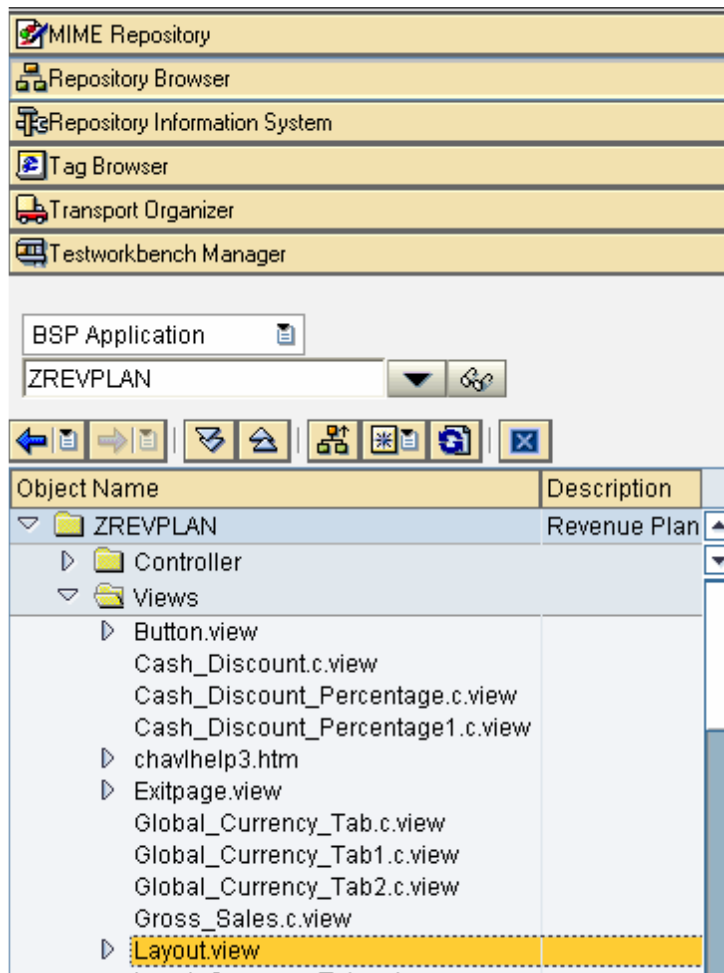 MIME Repository
Repository Browser
Repository Information System
Tag Browser
Transport Organizer
Testworkbench Manager
BSP Application
ZREVPLAN
Object Name Description
ZREVPLAN Revenue Plan
Controller
Views
Button.view
Cash_Discount.c.view
Cash_Discount_Percentage.c.view
Cash_Discount_Percentage1.c.view
chavlhelp3.htm
Exitpage.view
Global_Currency_Tab.c.view
Global_Currency_Tab1.c.view
Global_Currency_Tab2.c.view
Gross_Sales.c.view
Layout.view